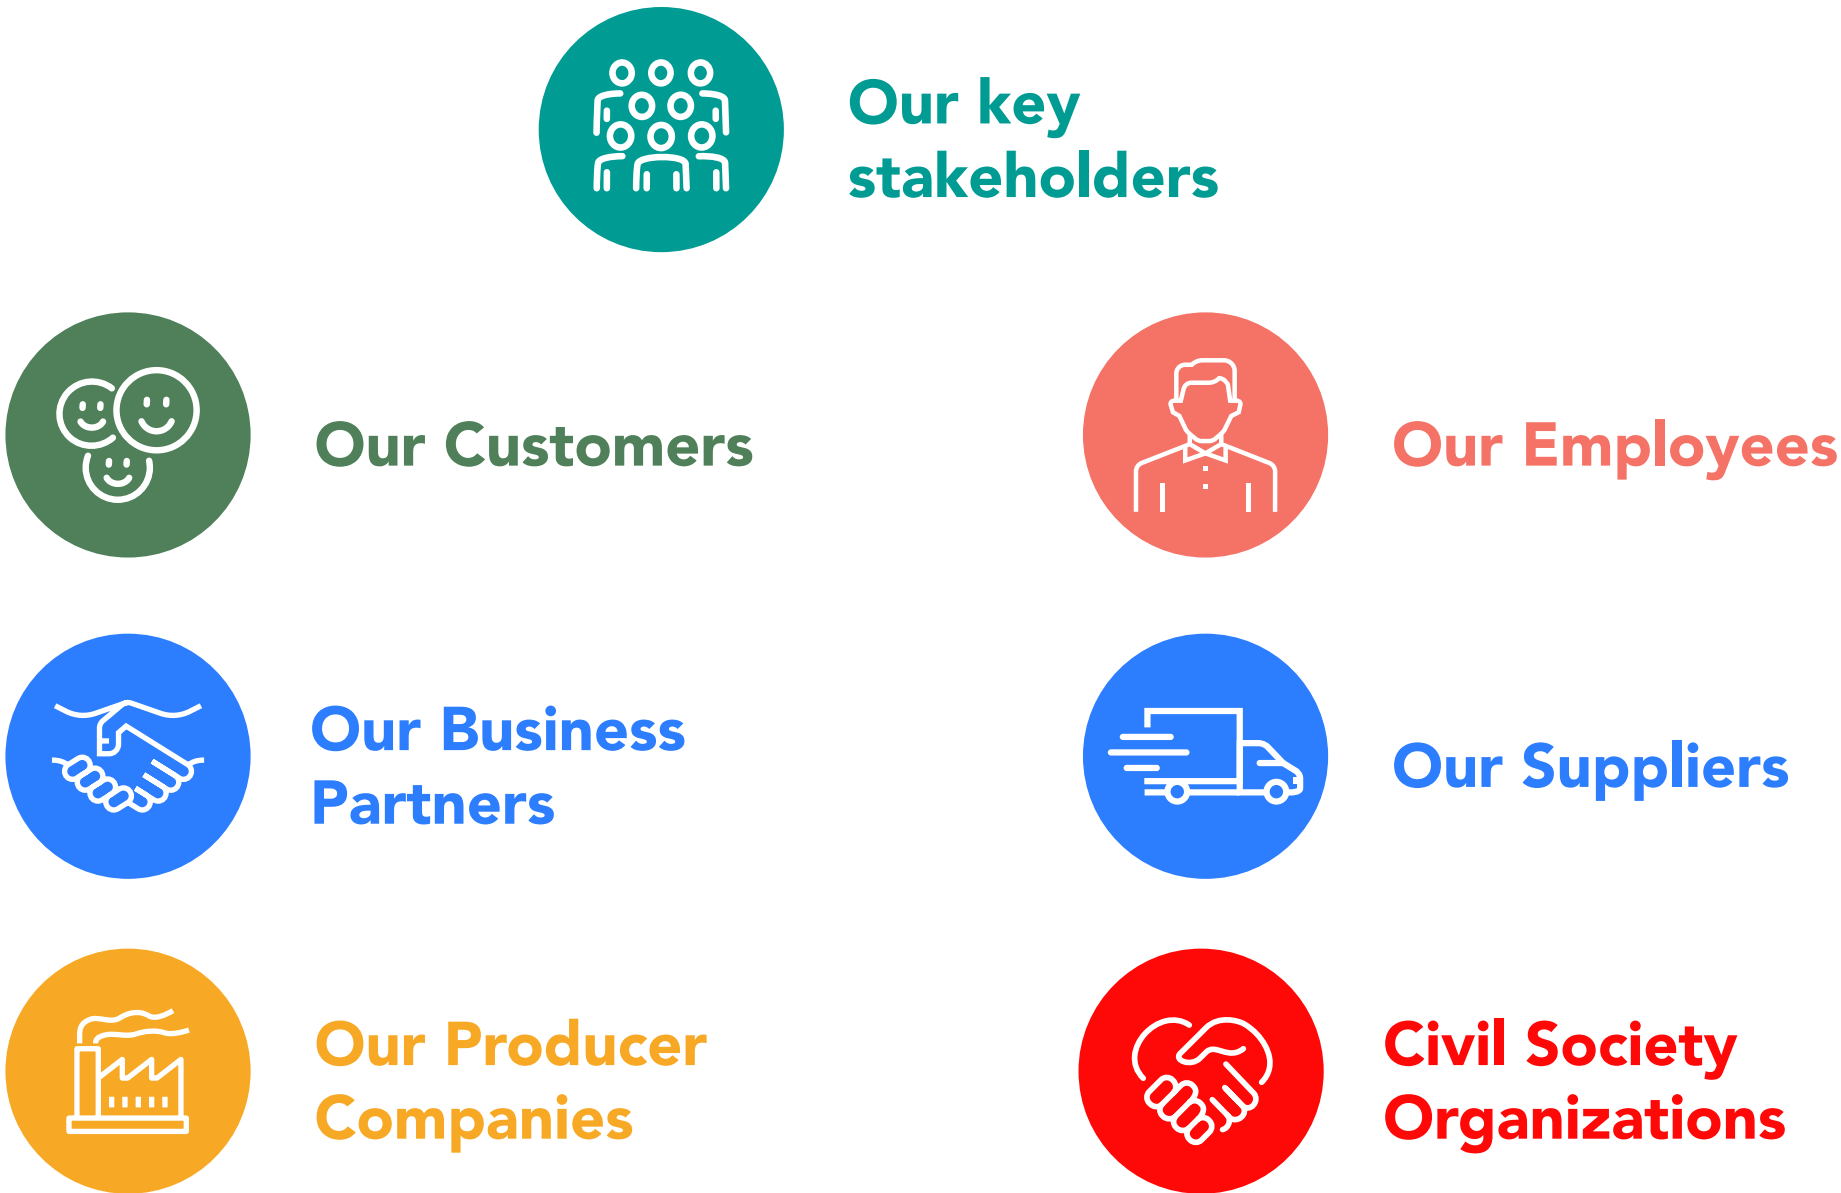 Our key
stakeholders
Our Customers
Our Employees
Our Business
Partners
Our Suppliers
Our Producer
Companies
Civil Society
Organizations